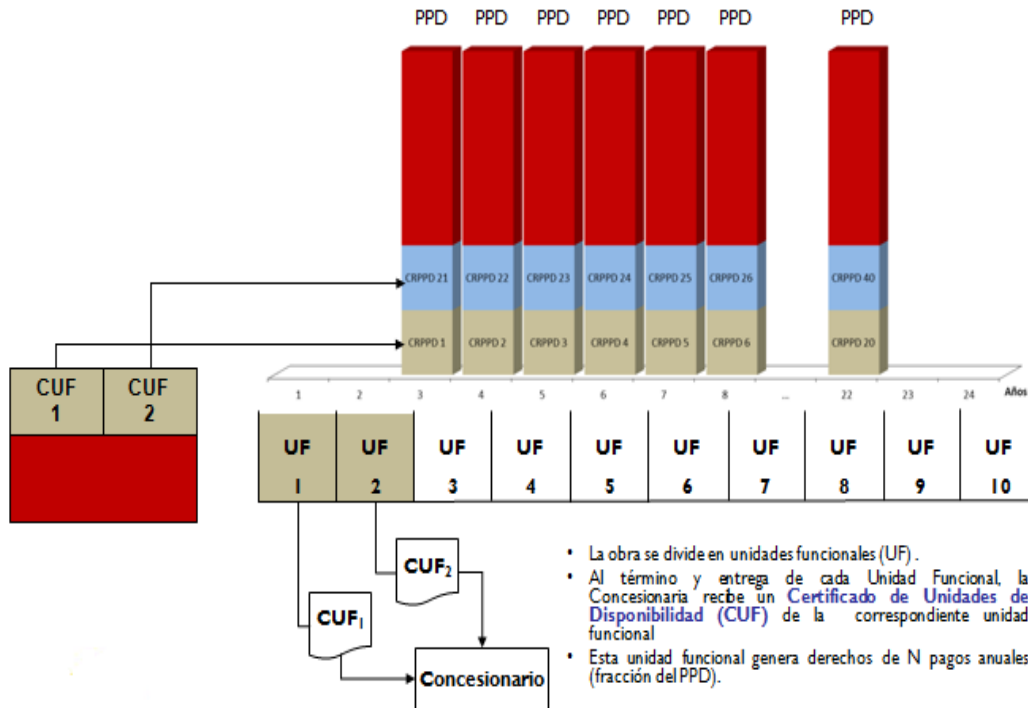 PPD PPD PPD PPD PPD PPD PPD
CRPPD 21 CRPPD 22 CRPPD 23 CRPPD 24 CRPPD 25 CRPPD 26 CRPPD 40
CRPPD 1 CRPPD 2 CRPPD 3 CRPPD 4 CRPPD 5 CRPPD 6 CRPPD 20
CUF CUF
1 2
1 2 3 4 5 6 7 8 ... 22 23 24 Años
UF UF UF UF UF UF UF UF UF UF
1 2 3 4 5 6 7 8 9 10
CUF2
CUF1
Concesionario
• La obra se divide en unidades funcionales (UF) .
• Al término y entrega de cada Unidad Funcional, la
Concesionaria recibe un Certificado de Unidades de
Disponibilidad (CUF) de la correspondiente unidad
funcional
• Esta unidad funcional genera derechos de N pagos anuales
(fracción del PPD).